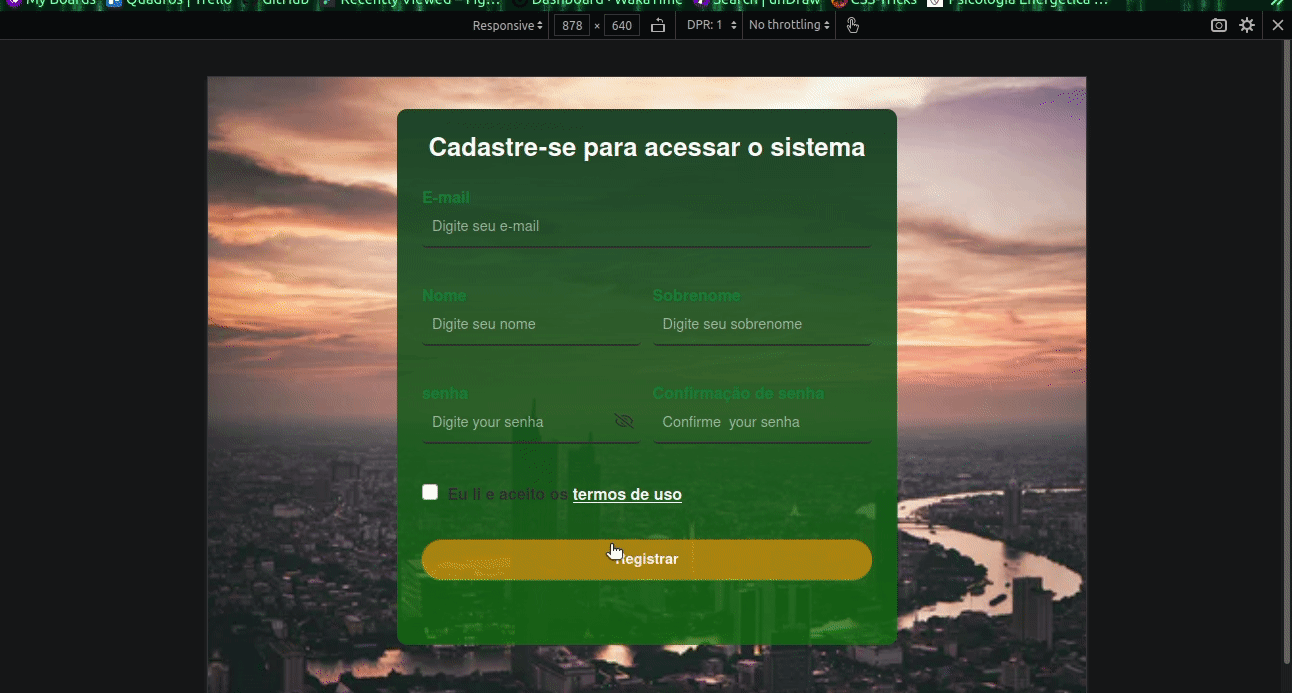 My Boards Quadros | Trello GitHub Recently Viewed – Fig… Dashboard · WakaTime Search | unDraw CSS-Tricks Psicologia Energética …
Responsive 878 × 640 DPR: 1 No throttling
Cadastre-se para acessar o sistema
E-mail
Digite seu e-mail
Nome Sobrenome
Digite seu nome Digite seu sobrenome
senha Confirmação de senha
Digite your senha Confirme your senha
Eu li e aceito os termos de uso
Registrar